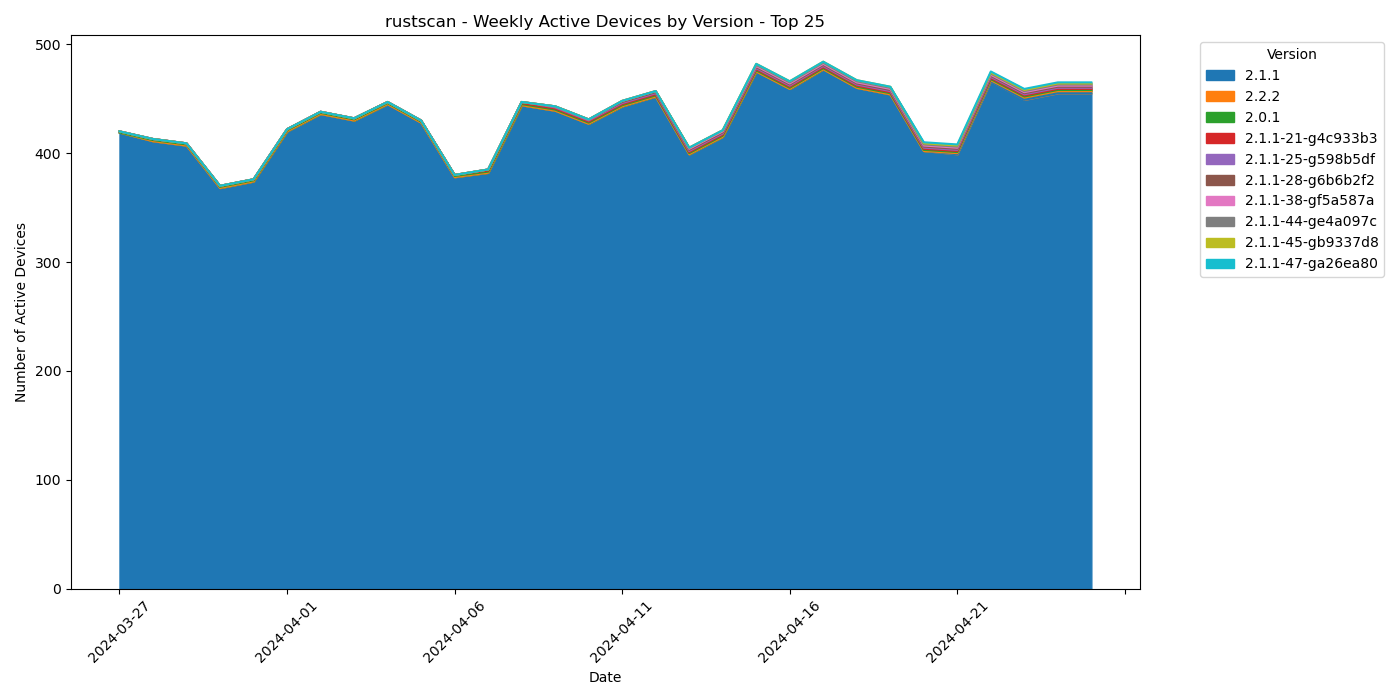 rustscan - Weekly Active Devices by Version - Top 25
Number of Active Devices
500
400
300
200
100
0
2024-03-27
2024-04-01
2024-04-06
2024-04-11
2024-04-16
2024-04-21
Date
Version
2.1.1
2.2.2
2.0.1
2.1.1-21-g4c933b3
2.1.1-25-g598b5df
2.1.1-28-g6b6b2f2
2.1.1-38-gf5a587a
2.1.1-44-ge4a097c
2.1.1-45-gb9337d8
2.1.1-47-ga26ea80